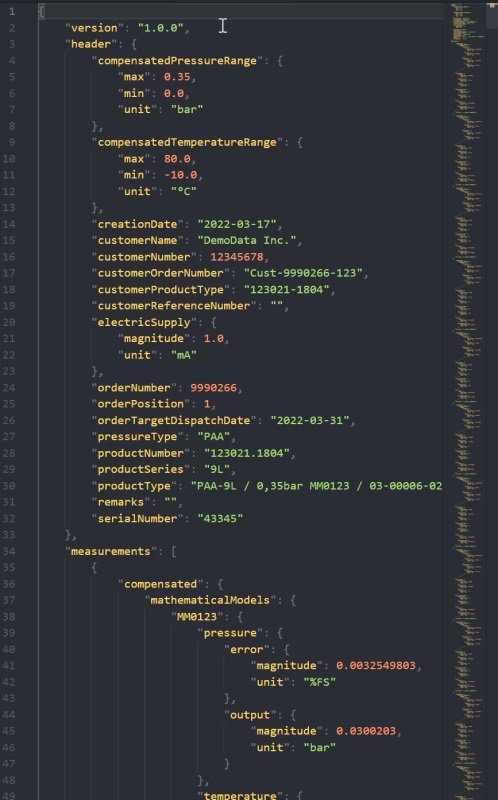 1 {
2 "version": "1.0.0",
3 "header": {
4 "compensatedPressureRange": {
5 "max": 0.35,
6 "min": 0.0,
7 "unit": "bar"
8 },
9 "compensatedTemperatureRange": {
10 "max": 80.0,
11 "min": -10.0,
12 "unit": "°C"
13 },
14 "creationDate": "2022-03-17",
15 "customerName": "DemoData Inc.",
16 "customerNumber": 12345678,
17 "customerOrderNumber": "Cust-9990266-123",
18 "customerProductType": "123021-1804",
19 "customerReferenceNumber": "",
20 "electricSupply": {
21 "magnitude": 1.0,
22 "unit": "mA"
23 },
24 "orderNumber": 9990266,
25 "orderPosition": 1,
26 "orderTargetDispatchDate": "2022-03-31",
27 "pressureType": "PAA",
28 "productNumber": "123021.1804",
29 "productSeries": "9L",
30 "productType": "PAA-9L / 0,35bar MM0123 / 03-00006-02
31 "remarks": "",
32 "serialNumber": "43345"
33 },
34 "measurements": [
35 {
36 "compensated": {
37 "mathematicalModels": {
38 "MM0123": {
39 "pressure": {
40 "error": {
41 "magnitude": 0.0032549803,
42 "unit": "%FS"
43 },
44 "output": {
45 "magnitude": 0.0300203,
46 "unit": "bar"
47 }
48 },
49 "temperature": {